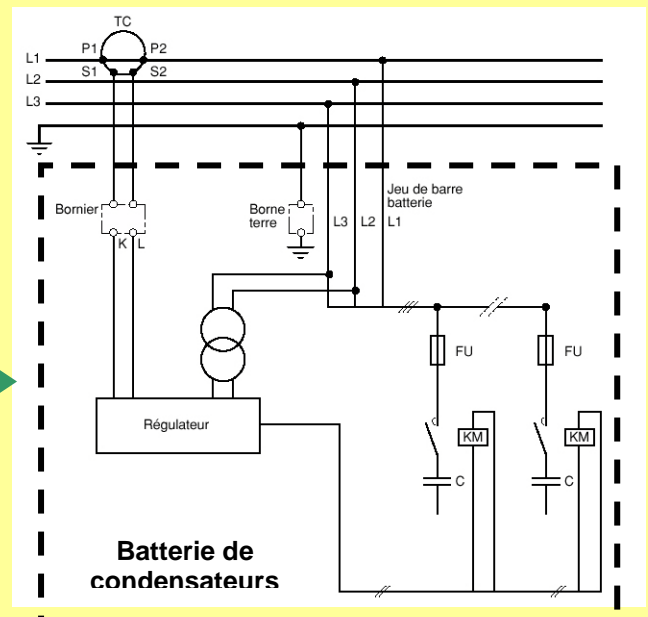 TC
P1 P2
L1
S1 S2
L2
L3
Jeu de barre
batterie
Bornier
Borne
terre
L3 L2 L1
K L
FU FU
Régulateur
KM KM
C C
Batterie de
condensateurs